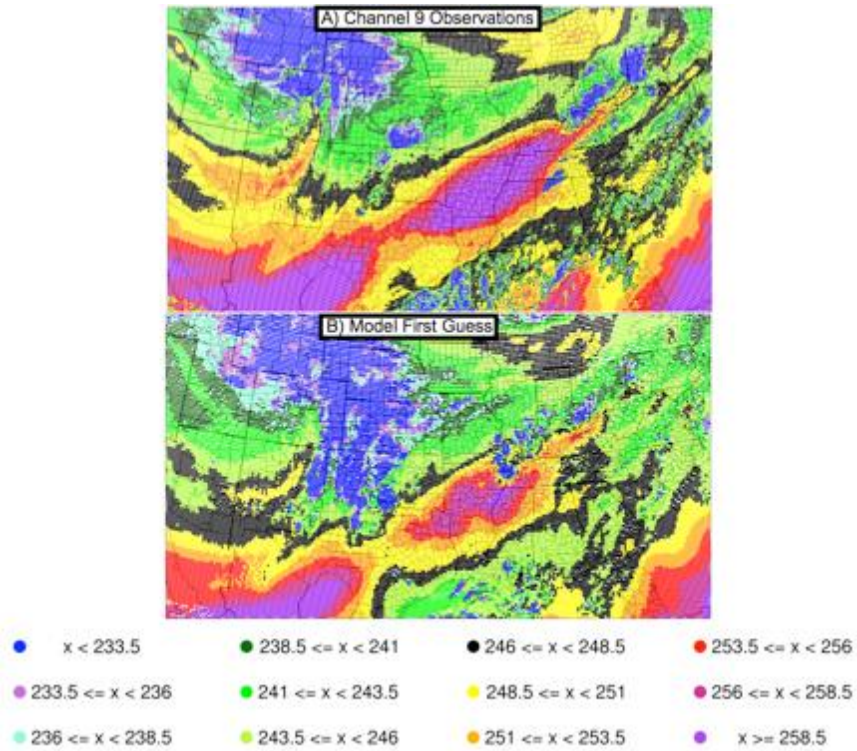 A) Channel 9 Observations
B) Model First Guess
x < 233.5 238.5 <= x < 241 246 <= x < 248.5 253.5 <= x < 256
233.5 <= x < 236 241 <= x < 243.5 248.5 <= x < 251 256 <= x < 258.5
236 <= x < 238.5 243.5 <= x < 246 251 <= x < 253.5 x >= 258.5